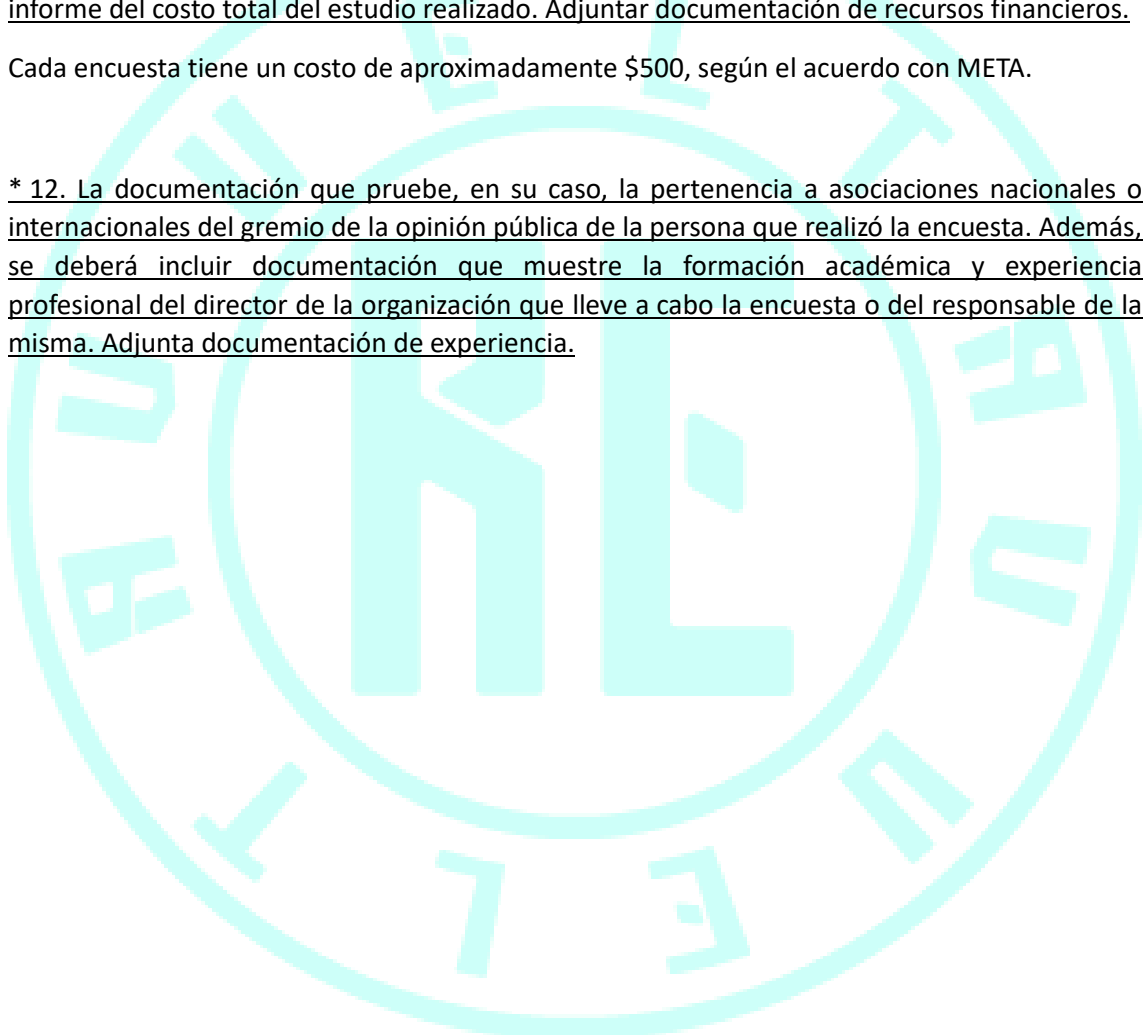 informe del costo total del estudio realizado. Adjuntar documentación de recursos financieros.
Cada encuesta tiene un costo de aproximadamente $500, según el acuerdo con META.
* 12. La documentación que pruebe, en su caso, la pertenencia a asociaciones nacionales o
internacionales del gremio de la opinión pública de la persona que realizó la encuesta. Además,
se deberá incluir documentación que muestre la formación académica y experiencia
profesional del director de la organización que lleve a cabo la encuesta o del responsable de la
misma. Adjunta documentación de experiencia.
RE